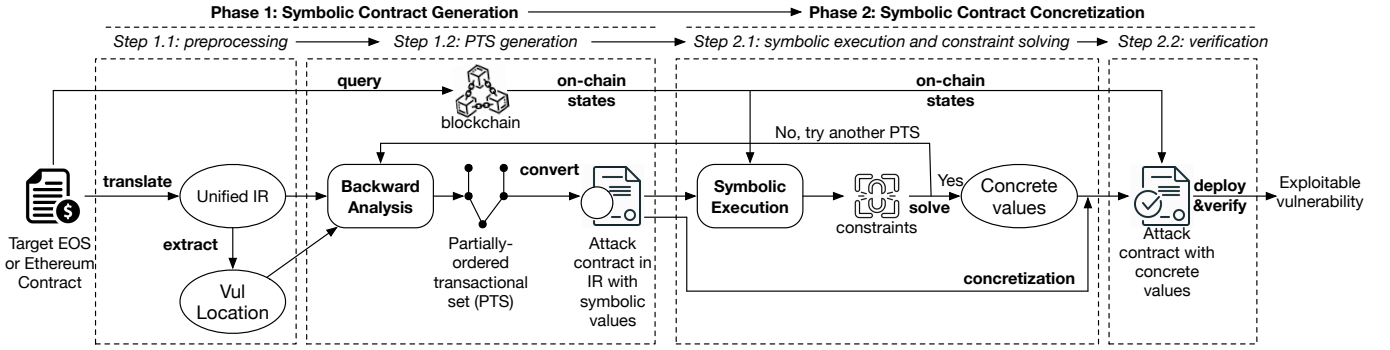 Phase 1: Symbolic Contract Generation
Phase 2: Symbolic Contract Concretization
Step 1.1: preprocessing
Step 1.2: PTS generation
Step 2.1: symbolic execution and constraint solving
Step 2.2: verification
query
blockchain
on-chain
states
on-chain
states
No, try another PTS
$
Target EOS
or Ethereum
Contract
translate
Unified IR
extract
Vul
Location
Backward
Analysis
Partially-
ordered
transactional
set (PTS)
convert
Attack
contract in
IR with
symbolic
values
Symbolic
Execution
constraints
Yes
solve
Concrete
values
concretization
Attack
contract with
concrete
values
deploy
&verify
Exploitable
vulnerability